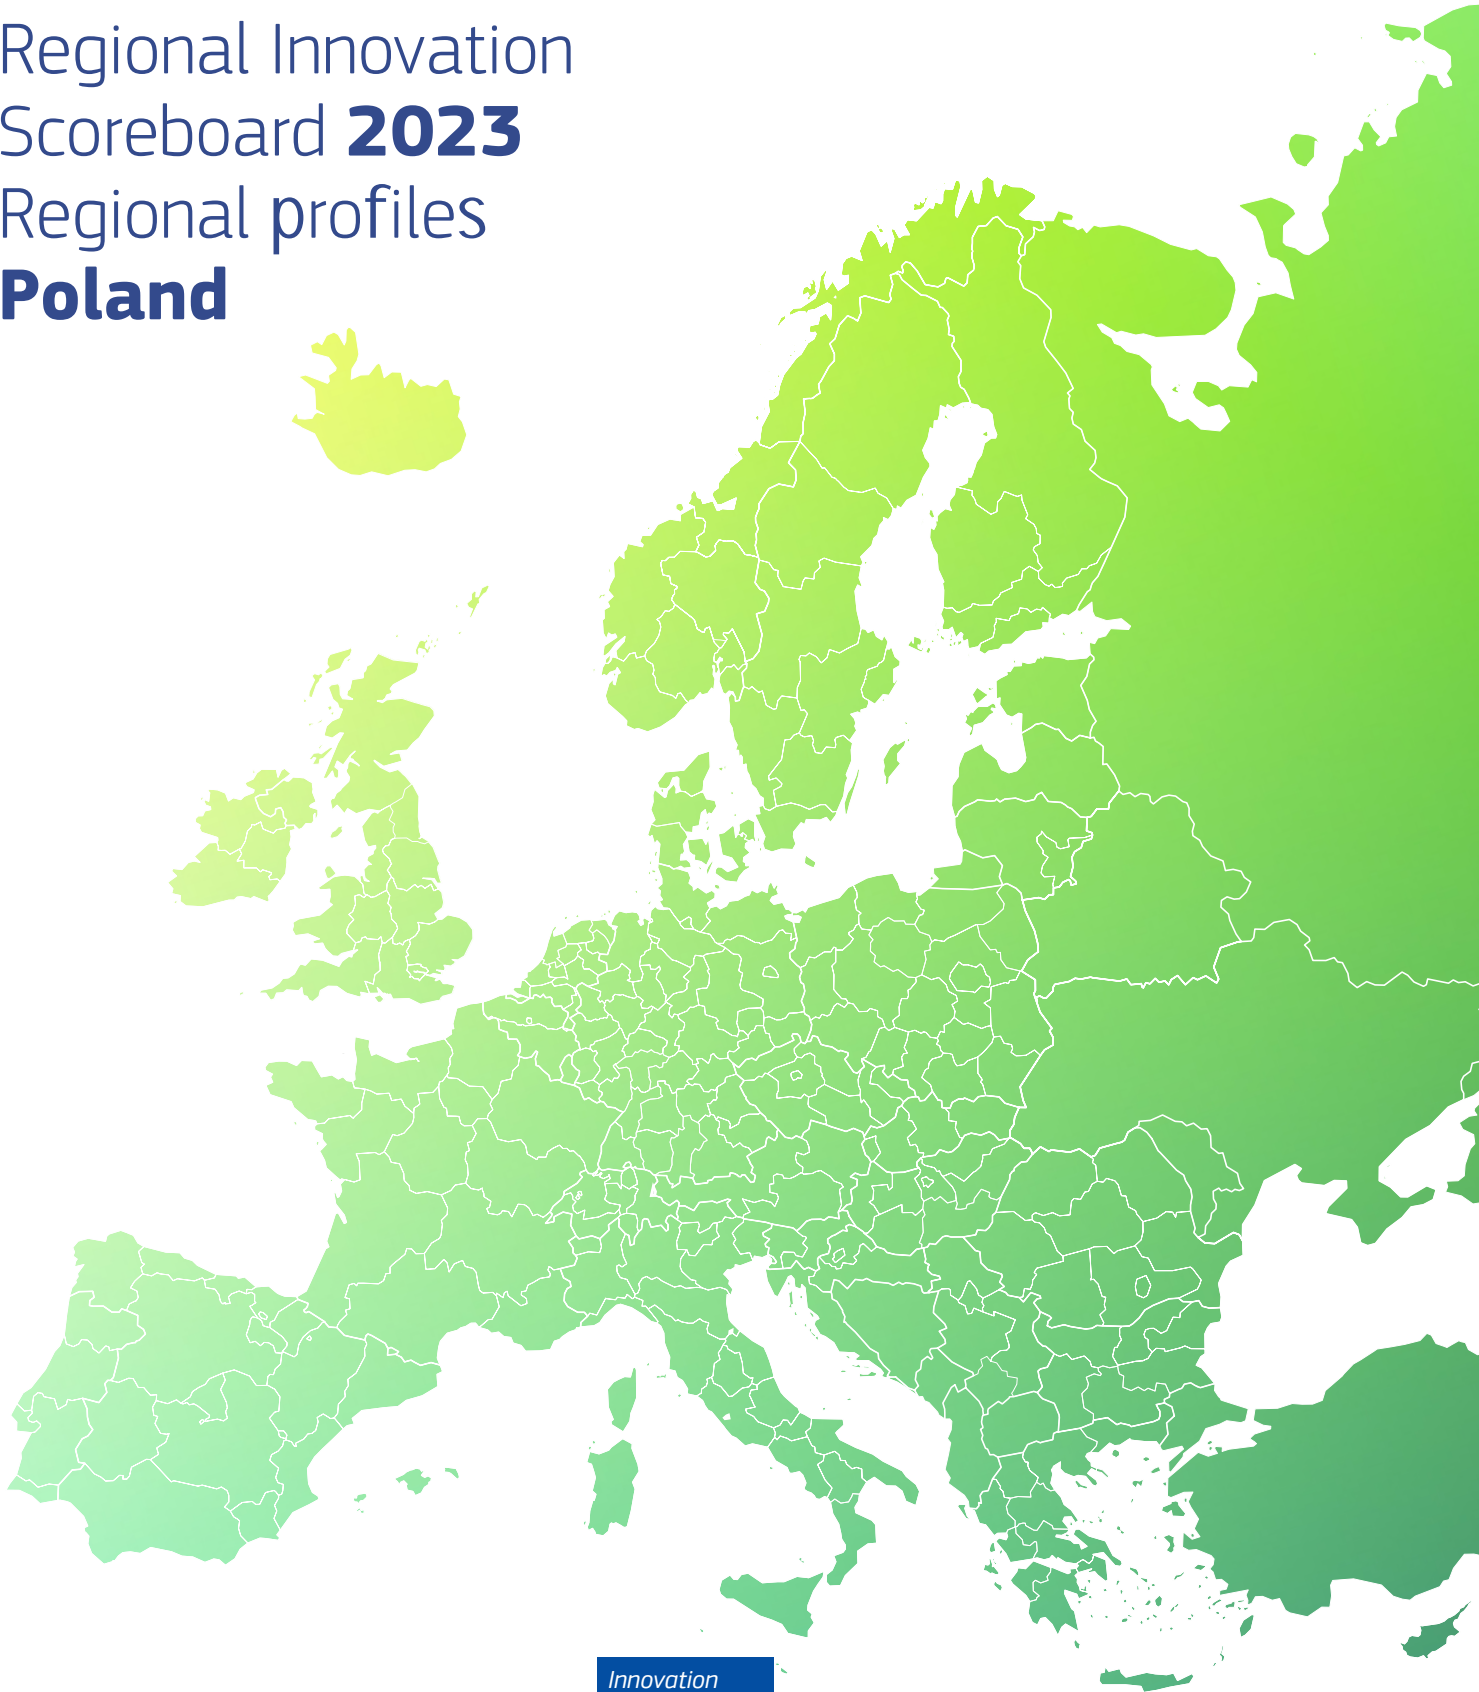 Regional Innovation
Scoreboard 2023
Regional profiles
Poland
Innovation